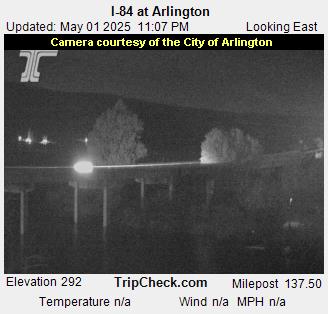 I-84 at Arlington
Updated: May 01 2025 11:07 PM Looking East
Camera courtesy of the City of Arlington
Elevation 292 TripCheck.com Milepost 137.50
Temperature n/a Wind n/a MPH n/a